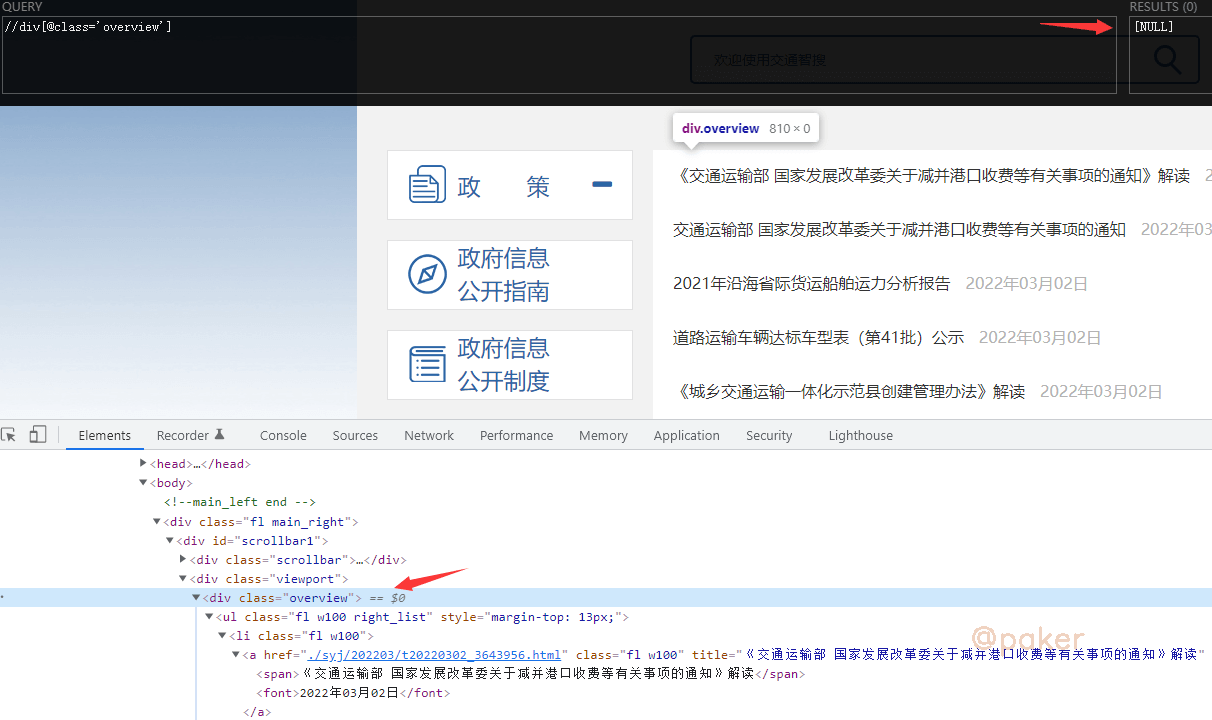 QUERY
RESULTS (0)
//div[@class='overview']
[NULL]
欢迎使用交通智搜
div.overview 810 × 0
政 策
政府信息
公开指南
政府信息
公开制度
《交通运输部 国家发展改革委关于减并港口收费等有关事项的通知》解读 2
交通运输部 国家发展改革委关于减并港口收费等有关事项的通知 2022年03
2021年沿海省际货运船舶运力分析报告 2022年03月02日
道路运输车辆达标车型表（第41批）公示 2022年03月02日
《城乡交通运输一体化示范县创建管理办法》解读 2022年03月02日
Elements Recorder Console Sources Network Performance Memory Application Security Lighthouse
<head>…</head>
<body>
<!--main_left end -->
<div class="fl main_right">
<div id="scrollbar1">
<div class="scrollbar">…</div>
<div class="viewport">
<div class="overview"> == $0
<ul class="fl w100 right_list" style="margin-top: 13px;">
<li class="fl w100">
<a href="./syj/202203/t20220302_3643956.html" class="fl w100" title="《交通运输部 国家发展改革委关于减并港口收费等有关事项的通知》解读"
<span>《交通运输部 国家发展改革委关于减并港口收费等有关事项的通知》解读</span>
<font>2022年03月02日</font>
</a>
@paker